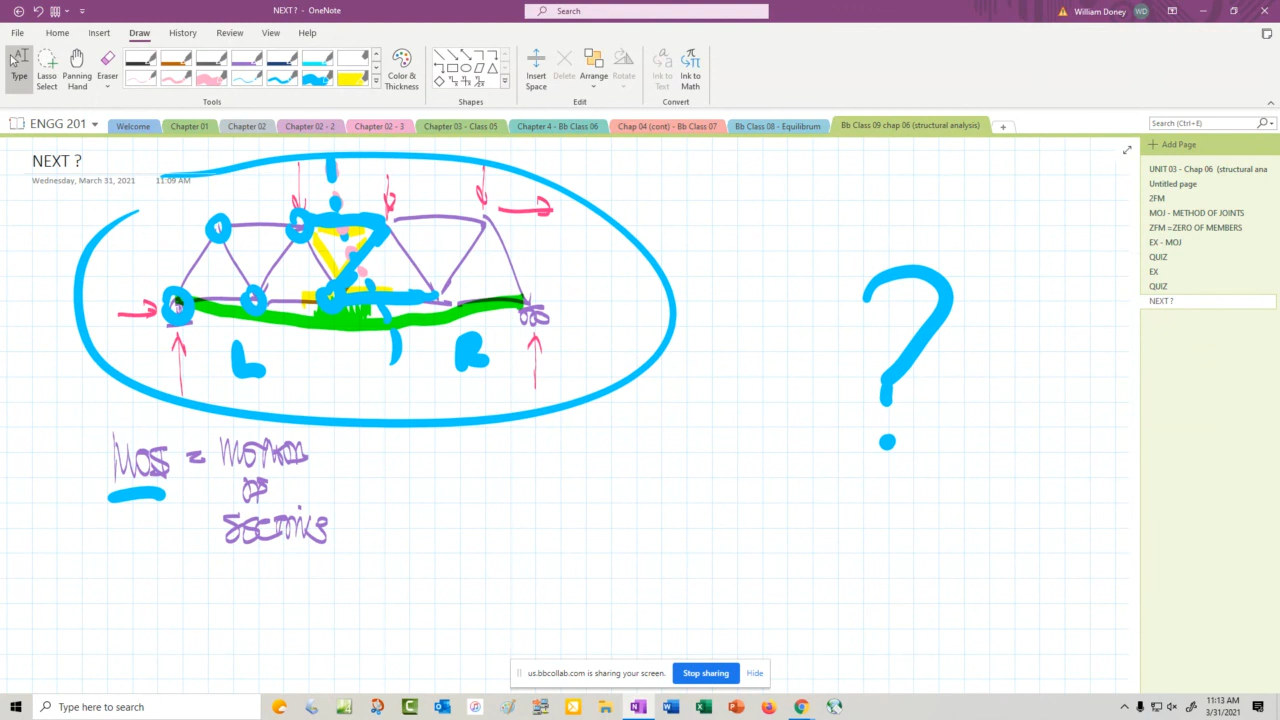 NEXT ? - OneNote
Search
William Doney
WD
File
Home
Insert
Draw
History
Review
View
Help
Type
Lasso Select
Panning Hand
Eraser
Color & Thickness
Insert Space
Delete
Arrange
Rotate
Ink to Text
Ink to Math
Tools
Shapes
Edit
Convert
ENGG 201
Welcome
Chapter 01
Chapter 02
Chapter 02 - 2
Chapter 02 - 3
Chapter 03 - Class 05
Chapter 4 - Bb Class 06
Chap 04 (cont) - Bb Class 07
Bb Class 08 - Equilibrum
Bb Class 09 chap 06 (structural analysis)
Search (Ctrl+E)
Add Page
UNIT 03 - Chap 06 (structural ana
Untitled page
2FM
MOJ - METHOD OF JOINTS
ZFM =ZERO OF MEMBERS
EX - MOJ
QUIZ
EX
QUIZ
NEXT ?
NEXT ?
Wednesday, March 31, 2021
11:09 AM
L
R
?
MOS =
OF
us.bbcollab.com is sharing your screen.
Stop sharing
Hide
Type here to search
11:13 AM
3/31/2021